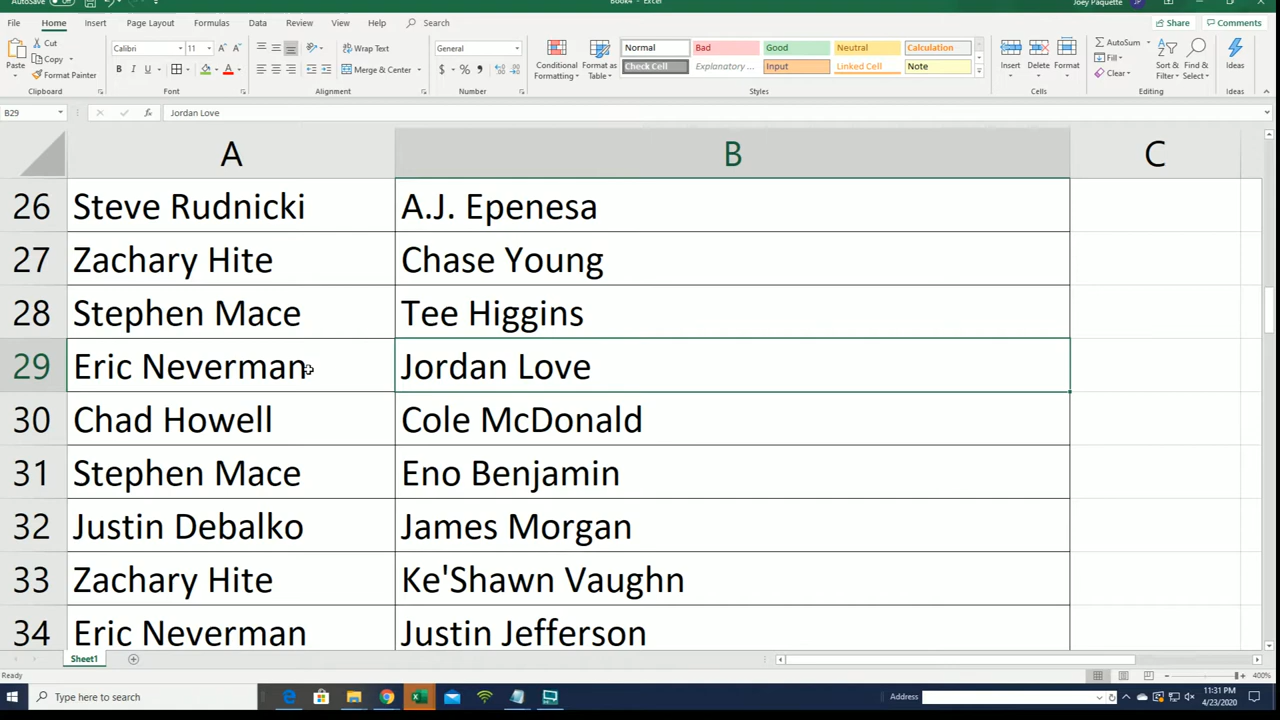 AutoSave Off
Book4 - Excel
Joey Paquette
JP
File Home Insert Page Layout Formulas Data Review View Help Search
Share Comments
Paste
Cut
Copy
Format Painter
Clipboard
Calibri 11
B I U
Font
Wrap Text
Merge & Center
Alignment
General
$ % ,
Number
Conditional Formatting
Format as Table
Normal Bad Good Neutral Calculation
Check Cell Explanatory ... Input Linked Cell Note
Styles
Insert Delete Format
Cells
AutoSum
Fill
Clear
Sort & Filter
Find & Select
Editing
Ideas
Ideas
B29 fx Jordan Love
A B C
26 Steve Rudnicki A.J. Epenesa
27 Zachary Hite Chase Young
28 Stephen Mace Tee Higgins
29 Eric Neverman Jordan Love
30 Chad Howell Cole McDonald
31 Stephen Mace Eno Benjamin
32 Justin Debalko James Morgan
33 Zachary Hite Ke'Shawn Vaughn
34 Eric Neverman Justin Jefferson
Sheet1
Ready
400%
Type here to search
Address
11:31 PM
4/23/2020